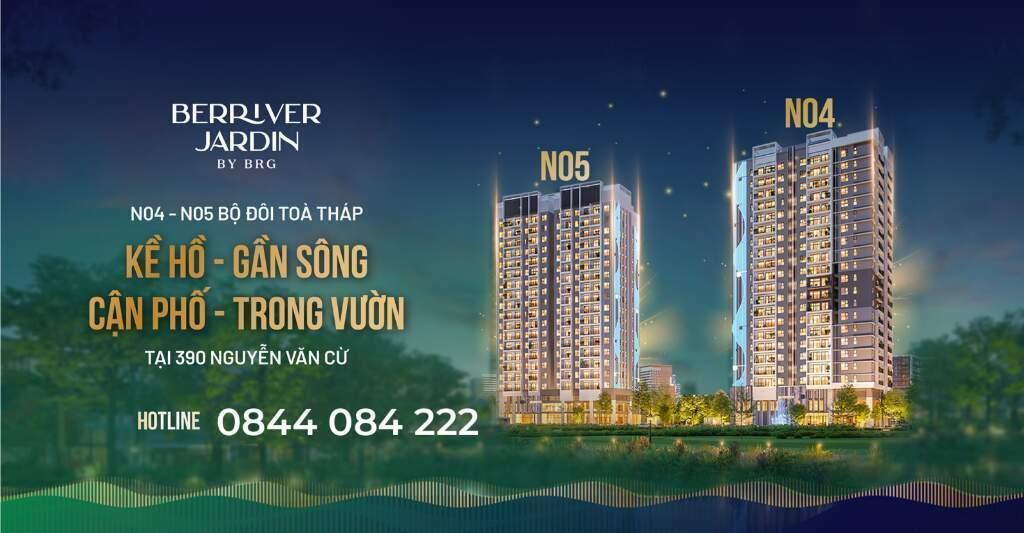 BERRIVER
JARDIN
BY BRG
N04 - N05 BỘ ĐÔI TOÀ THÁP
KỀ HỒ - GẦN SÔNG
CẬN PHỐ - TRONG VƯỜN
TẠI 390 NGUYỄN VĂN CỪ
HOTLINE 0844 084 222
N05
N04